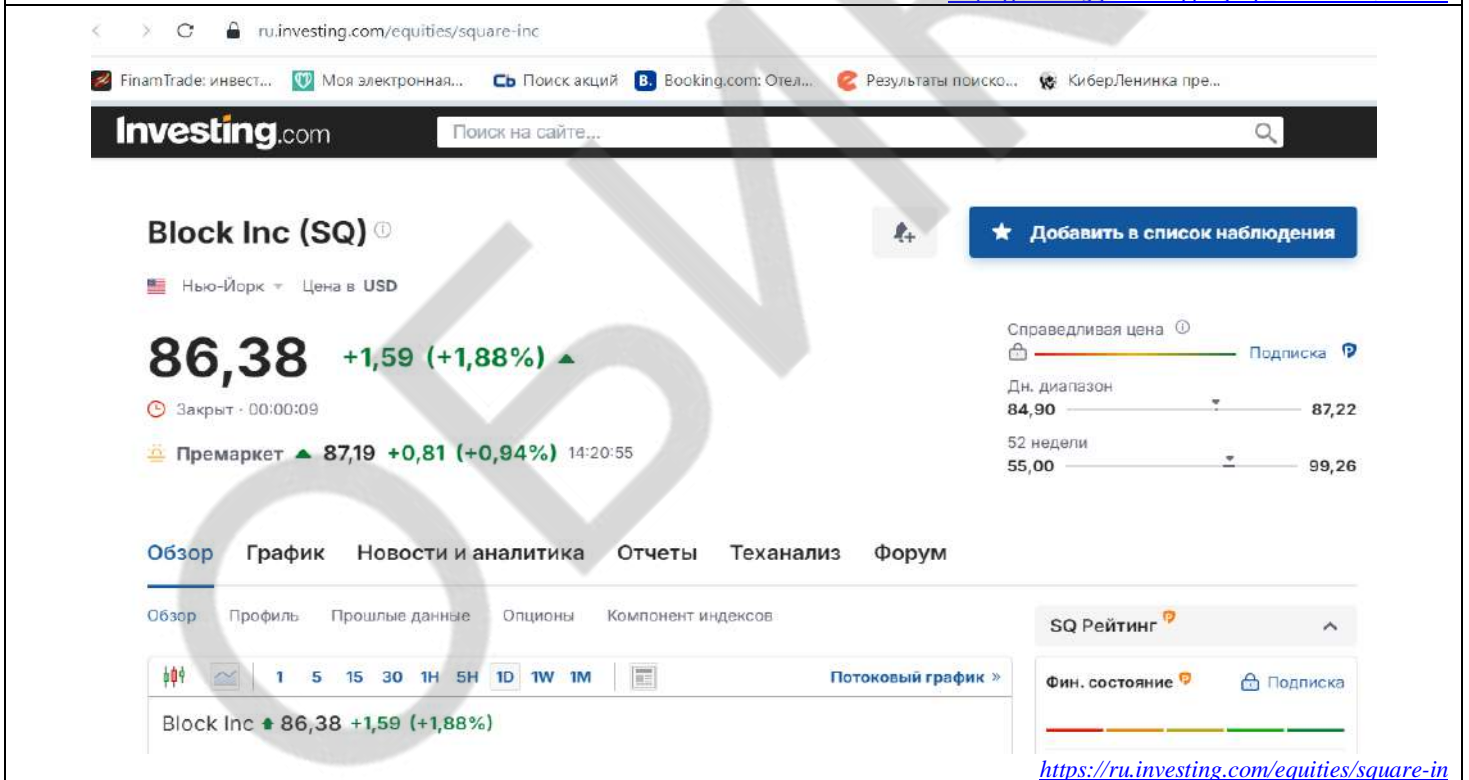 ru.investing.com/equities/square-inc
FinamTrade: инвест... Моя электронная... Сь Поиск акций B. Booking.com: Отел... Результаты поиско... КиберЛенинка пре...
Investing.com Поиск на сайте...
Block Inc (SQ)
Добавить в список наблюдения
Нью-Йорк Цена в USD
86,38 +1,59 (+1,88%)
Справедливая цена
Подписка
Закрыт · 00:00:09
Дн. диапазон
84,90 87,22
Премаркет 87,19 +0,81 (+0,94%) 14:20:55
52 недели
55,00 99,26
Обзор График Новости и аналитика Отчеты Теханализ Форум
Обзор Профиль Прошлые данные Опционы Компонент индексов
SQ Рейтинг
1 5 15 30 1H 5H 1D 1W 1M Потоковый график »
Фин. состояние Подписка
Block Inc 86,38 +1,59 (+1,88%)
https://ru.investing.com/equities/square-in
ОБИК